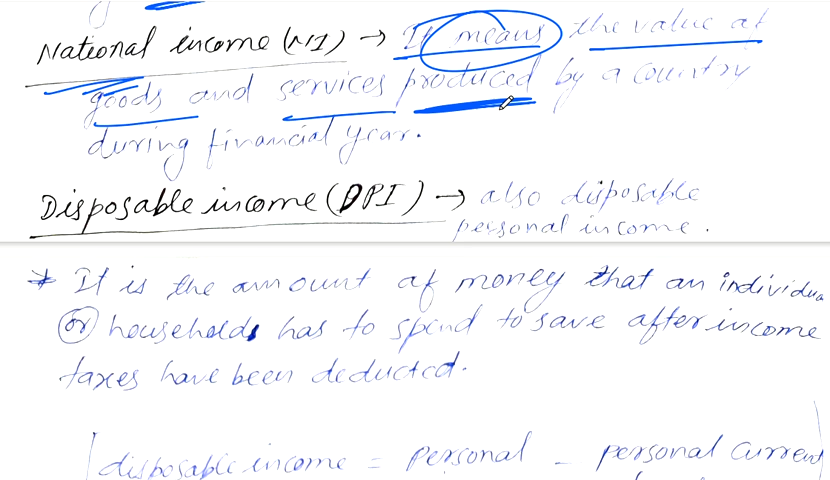 National income (NI) → It means the value of
goods and services produced by a country
during financial year.
Disposable income (DPI) → also disposable
personal income.
* It is the amount of money that an individua
(or) households has to spend to save after income
taxes have been deducted.
disposable income = Personal - personal current